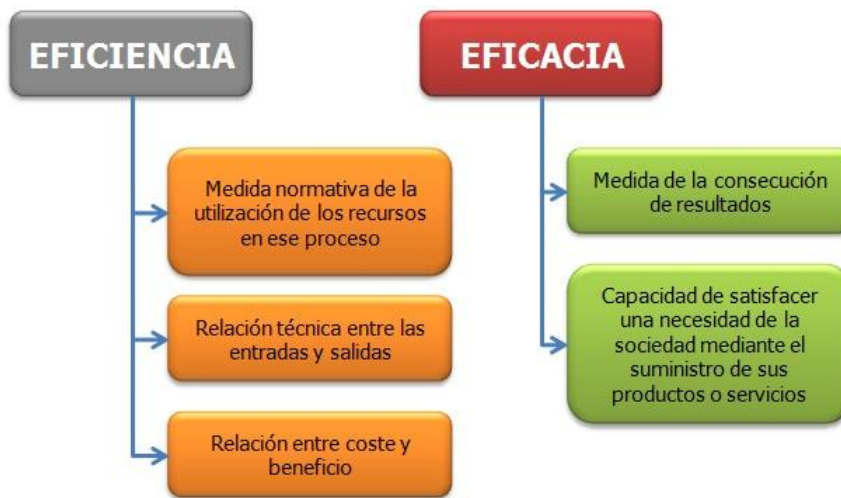 EFICIENCIA
Medida normativa de la
utilización de los recursos
en ese proceso
Relación técnica entre las
entradas y salidas
Relación entre coste y
beneficio
EFICACIA
Medida de la consecución
de resultados
Capacidad de satisfacer
una necesidad de la
sociedad mediante el
suministro de sus
productos o servicios